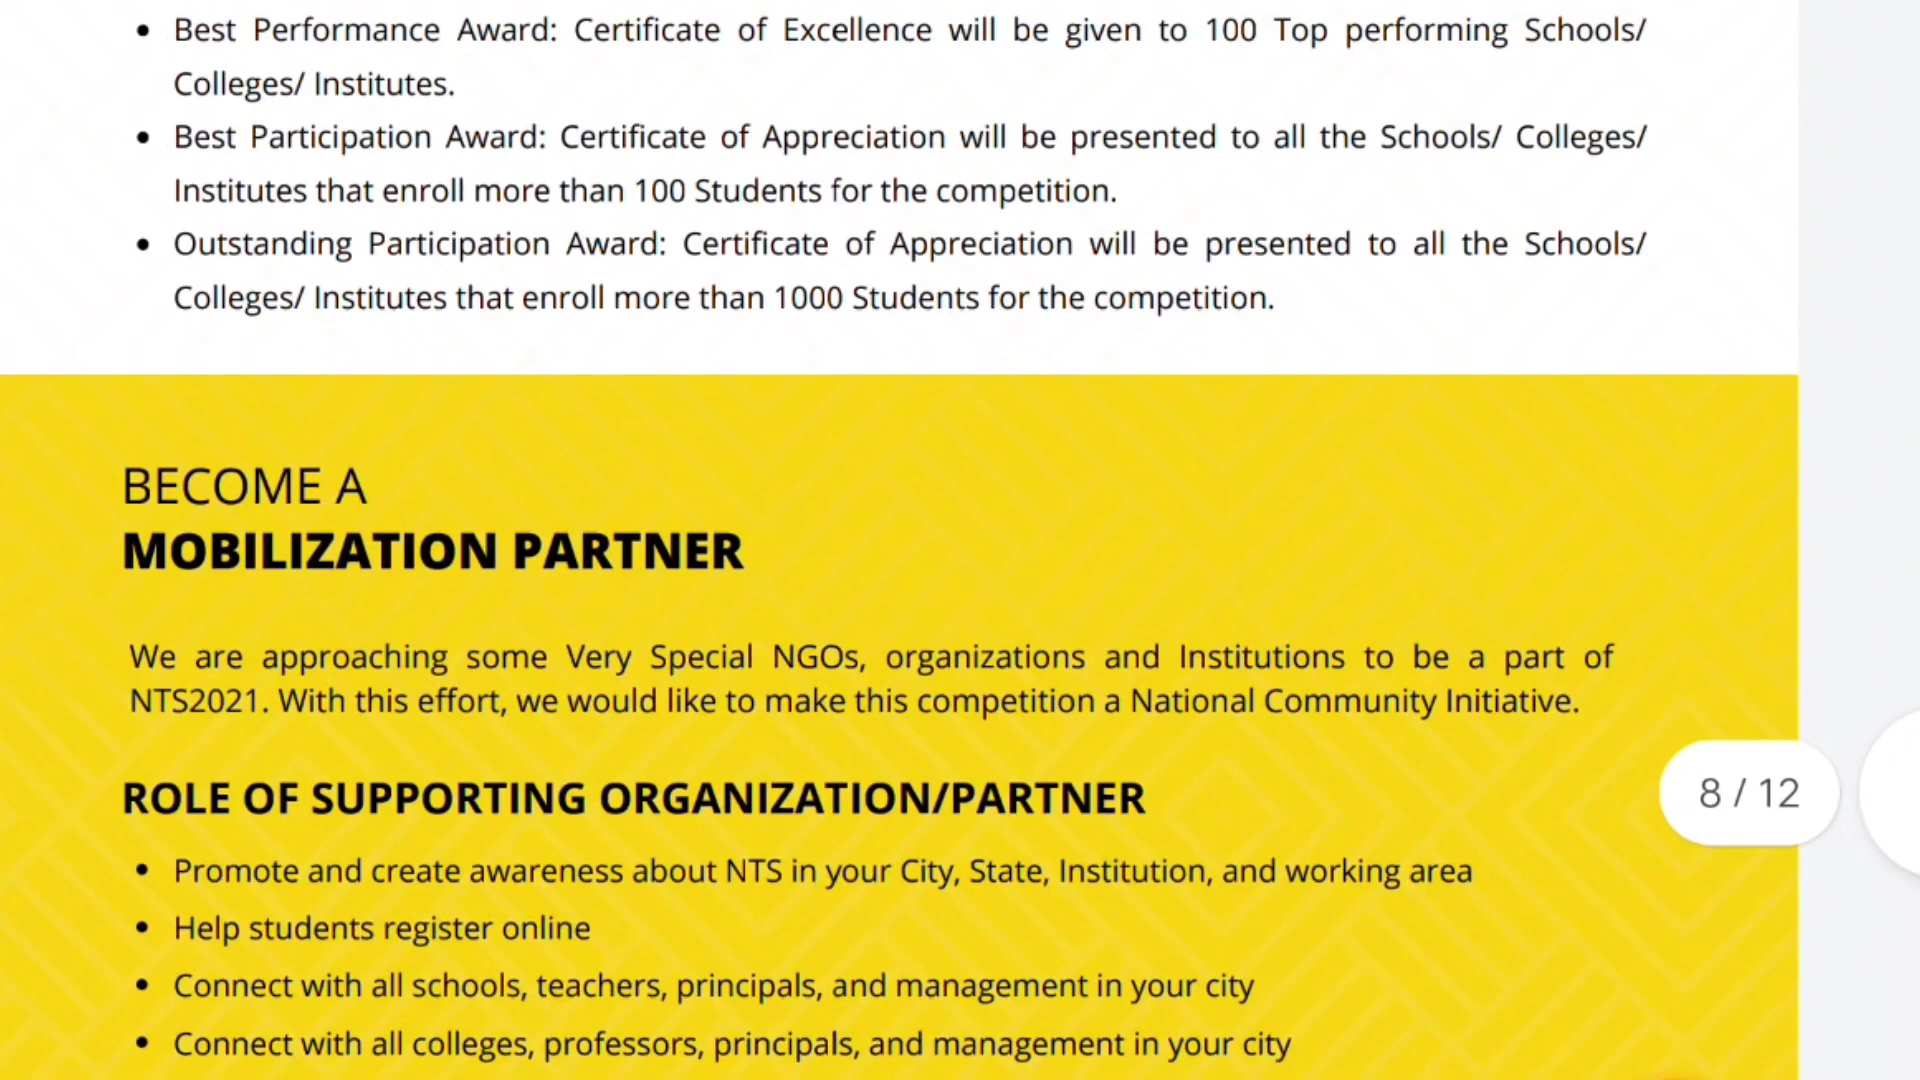 • Best Performance Award: Certificate of Excellence will be given to 100 Top performing Schools/
Colleges/ Institutes.
• Best Participation Award: Certificate of Appreciation will be presented to all the Schools/ Colleges/
Institutes that enroll more than 100 Students for the competition.
• Outstanding Participation Award: Certificate of Appreciation will be presented to all the Schools/
Colleges/ Institutes that enroll more than 1000 Students for the competition.
BECOME A
MOBILIZATION PARTNER
We are approaching some Very Special NGOs, organizations and Institutions to be a part of
NTS2021. With this effort, we would like to make this competition a National Community Initiative.
8 / 12
ROLE OF SUPPORTING ORGANIZATION/PARTNER
• Promote and create awareness about NTS in your City, State, Institution, and working area
• Help students register online
• Connect with all schools, teachers, principals, and management in your city
• Connect with all colleges, professors, principals, and management in your city